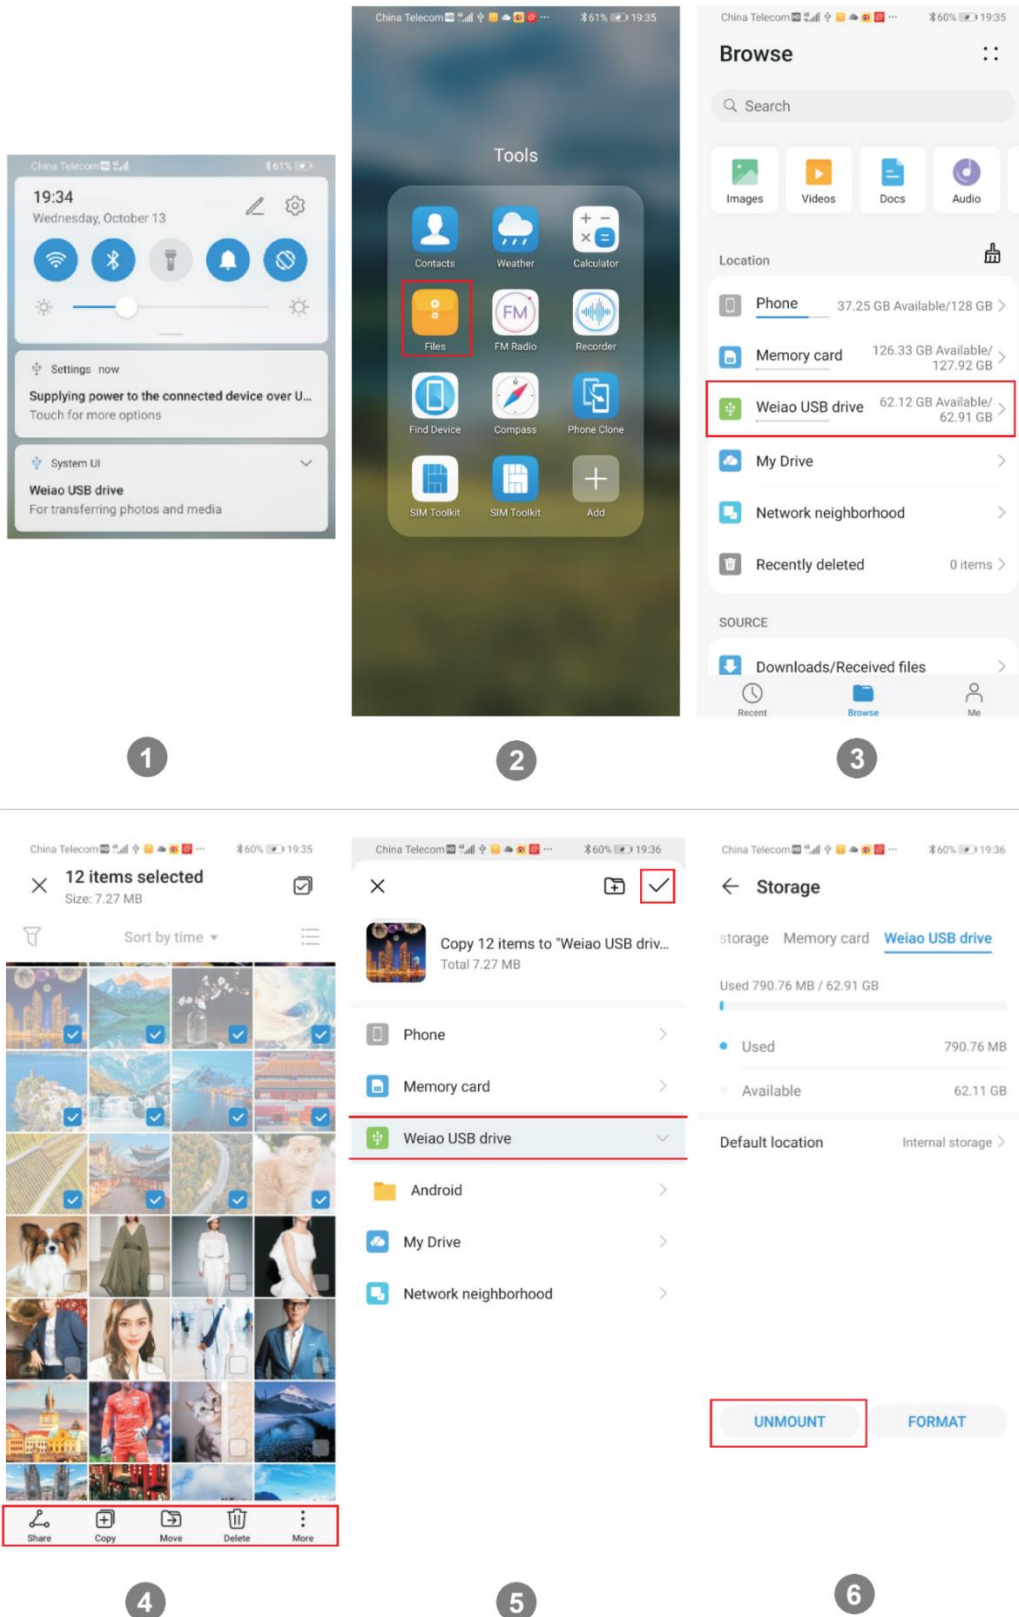 China Telecom HD 61%
19:34
Wednesday, October 13
Settings now
Supplying power to the connected device over U...
Touch for more options
System UI
Weiao USB drive
For transferring photos and media
1
China Telecom HD ... 61% 19:35
Tools
Contacts
Weather
Calculator
Files
FM
FM Radio
Recorder
Find Device
Compass
Phone Clone
SIM Toolkit
SIM Toolkit
Add
2
China Telecom HD ... 60% 19:35
Browse
Search
Images
Videos
Docs
Audio
Location
Phone 37.25 GB Available/128 GB
Memory card 126.33 GB Available/
127.92 GB
Weiao USB drive 62.12 GB Available/
62.91 GB
My Drive
Network neighborhood
Recently deleted 0 items
SOURCE
Downloads/Received files
Recent
Browse
Me
3
China Telecom HD ... 60% 19:35
12 items selected
Size: 7.27 MB
Sort by time
Share
Copy
Move
Delete
More
4
China Telecom HD ... 60% 19:36
Copy 12 items to "Weiao USB driv...
Total 7.27 MB
Phone
Memory card
Weiao USB drive
Android
My Drive
Network neighborhood
5
China Telecom HD ... 60% 19:36
Storage
storage Memory card Weiao USB drive
Used 790.76 MB / 62.91 GB
Used 790.76 MB
Available 62.11 GB
Default location Internal storage
UNMOUNT
FORMAT
6